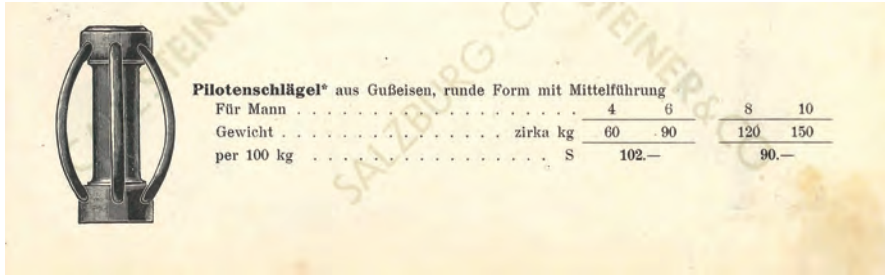 Pilotenschlägel* aus Gußeisen, runde Form mit Mittelführung
Für Mann . . . . . . . . . . . . . . . . . . . . 4 6 8 10
Gewicht . . . . . . . . . . . . . . . . zirka kg 60 90 120 150
per 100 kg . . . . . . . . . . . . . . . . . S 102.— 90.—
SALZBURG